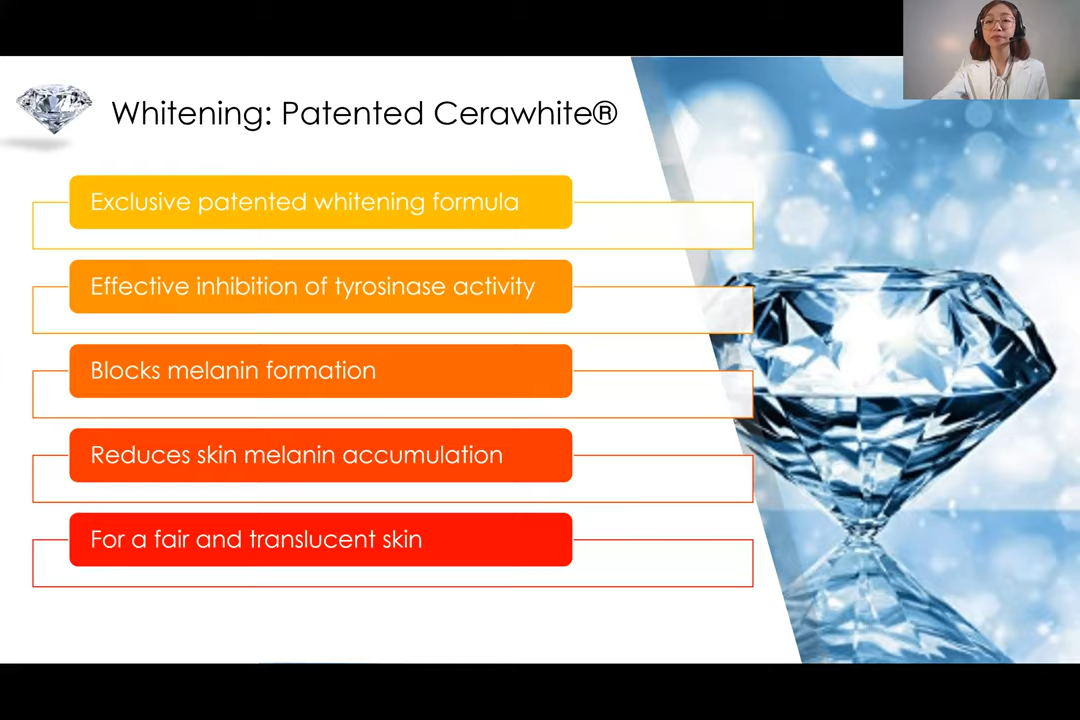 Whitening: Patented Cerawhite®
Exclusive patented whitening formula
Effective inhibition of tyrosinase activity
Blocks melanin formation
Reduces skin melanin accumulation
For a fair and translucent skin